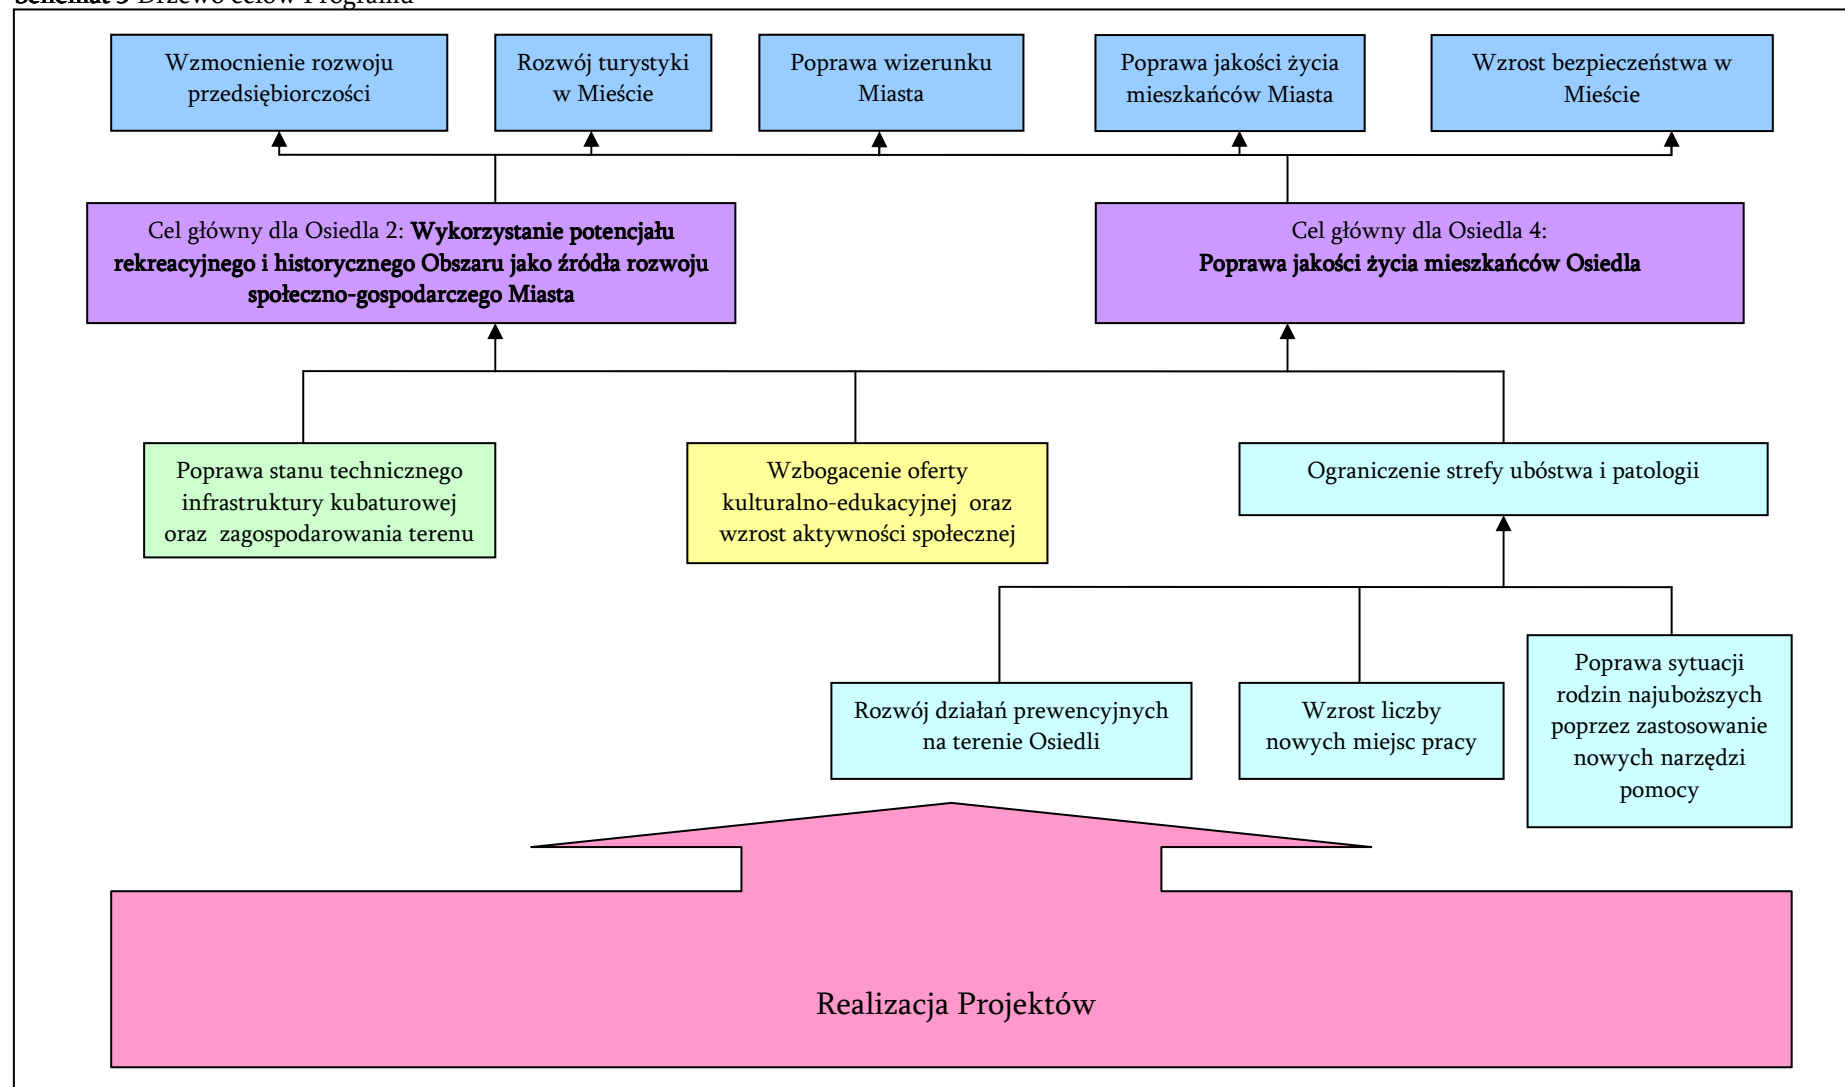 Schemat 3 Drzewo celów Programu
Wzmocnienie rozwoju
przedsiębiorczości
Rozwój turystyki
w Mieście
Poprawa wizerunku
Miasta
Poprawa jakości życia
mieszkańców Miasta
Wzrost bezpieczeństwa w
Mieście
Cel główny dla Osiedla 2: Wykorzystanie potencjału
rekreacyjnego i historycznego Obszaru jako źródła rozwoju
społeczno-gospodarczego Miasta
Cel główny dla Osiedla 4:
Poprawa jakości życia mieszkańców Osiedla
Poprawa stanu technicznego
infrastruktury kubaturowej
oraz zagospodarowania terenu
Wzbogacenie oferty
kulturalno-edukacyjnej oraz
wzrost aktywności społecznej
Ograniczenie strefy ubóstwa i patologii
Rozwój działań prewencyjnych
na terenie Osiedli
Wzrost liczby
nowych miejsc pracy
Poprawa sytuacji
rodzin najuboższych
poprzez zastosowanie
nowych narzędzi
pomocy
Realizacja Projektów